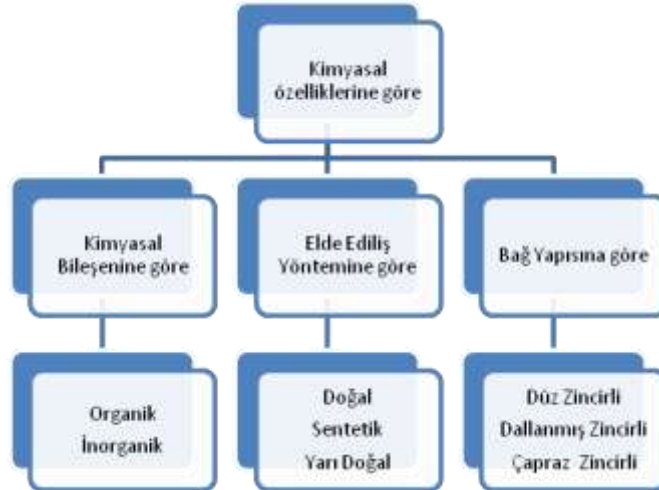 Kimyasal
özelliklerine göre
Kimyasal
Bileşenine göre
Elde Ediliş
Yöntemine göre
Bağ Yapısına göre
Organik
İnorganik
Doğal
Sentetik
Yarı Doğal
Düz Zincirli
Dallanmış Zincirli
Çapraz Zincirli